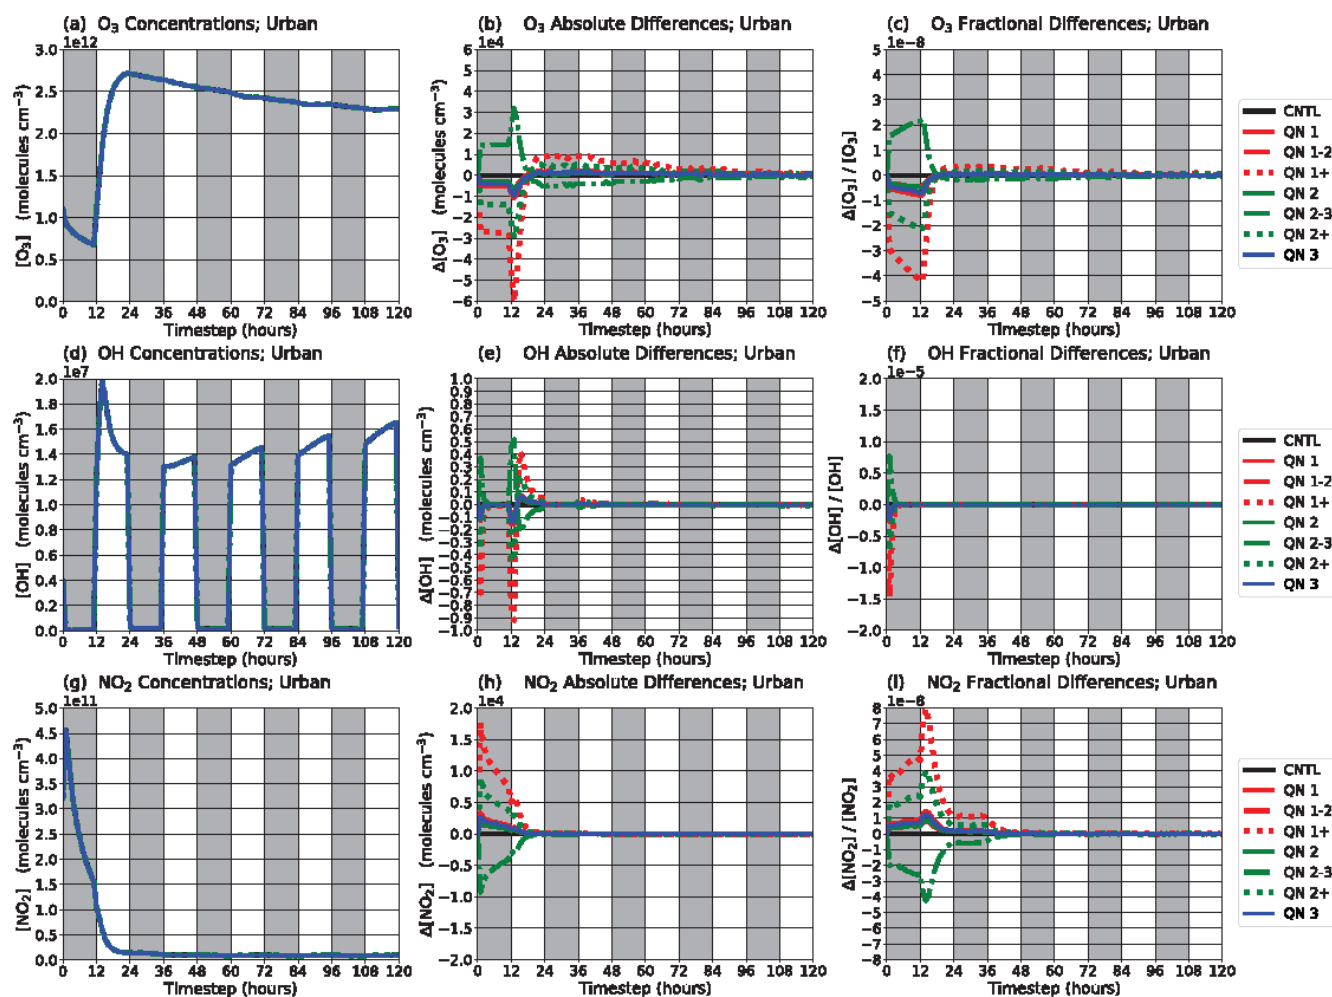 (a) O₃ Concentrations; Urban
1e12
3.0
2.5
2.0
1.5
1.0
0.5
0.0
[O₃] (molecules cm⁻³)
0 12 24 36 48 60 72 84 96 108 120
Timestep (hours)
(b) O₃ Absolute Differences; Urban
1e4
6
5
4
3
2
1
0
−1
−2
−3
−4
−5
−6
Δ[O₃] (molecules cm⁻³)
0 12 24 36 48 60 72 84 96 108 120
Timestep (hours)
(c) O₃ Fractional Differences; Urban
1e−8
5
4
3
2
1
0
−1
−2
−3
−4
−5
Δ[O₃] / [O₃]
0 12 24 36 48 60 72 84 96 108 120
Timestep (hours)
CNTL
QN 1
QN 1-2
QN 1+
QN 2
QN 2-3
QN 2+
QN 3
(d) OH Concentrations; Urban
1e7
2.0
1.8
1.6
1.4
1.2
1.0
0.8
0.6
0.4
0.2
0.0
[OH] (molecules cm⁻³)
0 12 24 36 48 60 72 84 96 108 120
Timestep (hours)
(e) OH Absolute Differences; Urban
1.0
0.9
0.8
0.7
0.6
0.5
0.4
0.3
0.2
0.1
0.0
−0.1
−0.2
−0.3
−0.4
−0.5
−0.6
−0.7
−0.8
−0.9
−1.0
Δ[OH] (molecules cm⁻³)
0 12 24 36 48 60 72 84 96 108 120
Timestep (hours)
(f) OH Fractional Differences; Urban
1e−5
2.0
1.5
1.0
0.5
0.0
−0.5
−1.0
−1.5
−2.0
Δ[OH] / [OH]
0 12 24 36 48 60 72 84 96 108 120
Timestep (hours)
CNTL
QN 1
QN 1-2
QN 1+
QN 2
QN 2-3
QN 2+
QN 3
(g) NO₂ Concentrations; Urban
1e11
5.0
4.5
4.0
3.5
3.0
2.5
2.0
1.5
1.0
0.5
0.0
[NO₂] (molecules cm⁻³)
0 12 24 36 48 60 72 84 96 108 120
Timestep (hours)
(h) NO₂ Absolute Differences; Urban
1e4
2.0
1.5
1.0
0.5
0.0
−0.5
−1.0
−1.5
−2.0
Δ[NO₂] (molecules cm⁻³)
0 12 24 36 48 60 72 84 96 108 120
Timestep (hours)
(i) NO₂ Fractional Differences; Urban
1e−8
8
7
6
5
4
3
2
1
0
−1
−2
−3
−4
−5
−6
−7
−8
Δ[NO₂] / [NO₂]
0 12 24 36 48 60 72 84 96 108 120
Timestep (hours)
CNTL
QN 1
QN 1-2
QN 1+
QN 2
QN 2-3
QN 2+
QN 3